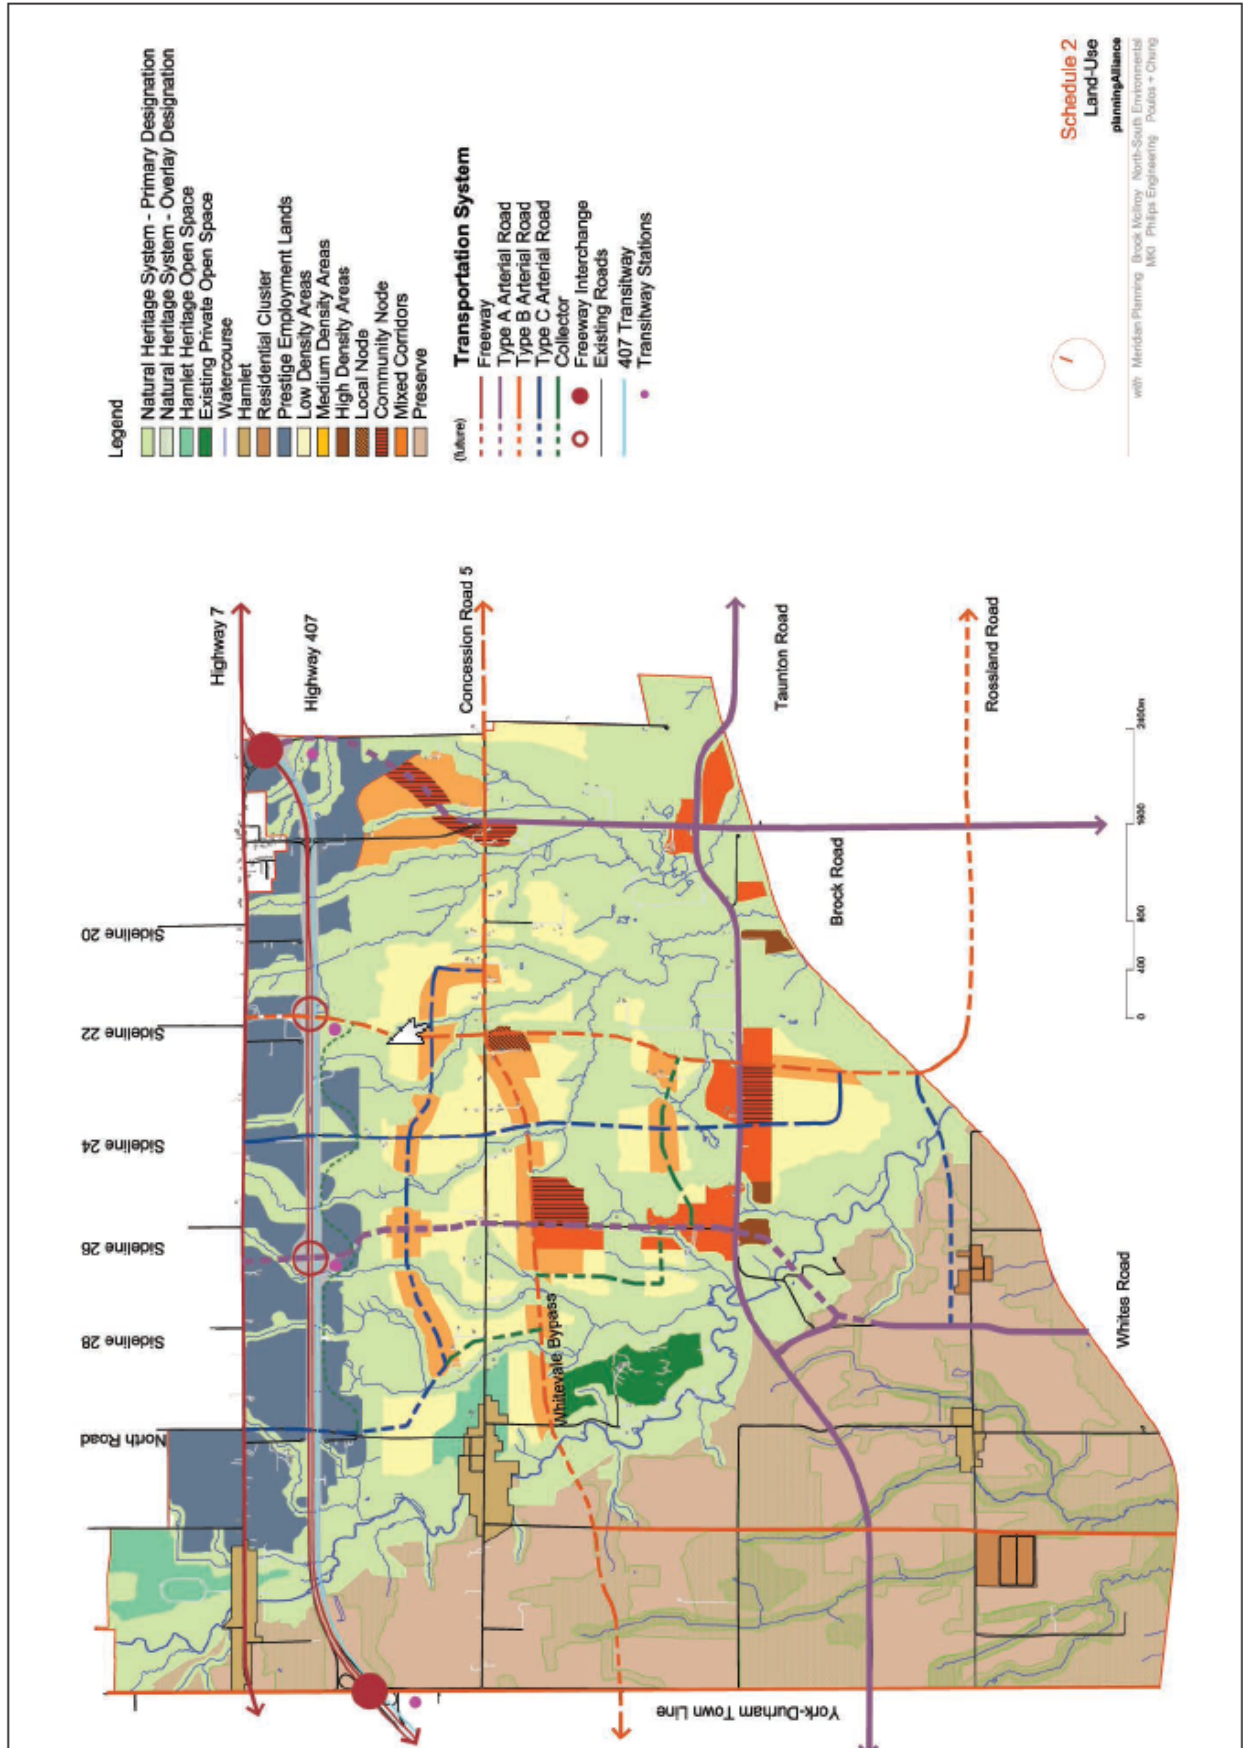 Legend
Natural Heritage System - Primary Designation
Natural Heritage System - Overlay Designation
Hamlet Heritage Open Space
Existing Private Open Space
Watercourse
Hamlet
Residential Cluster
Prestige Employment Lands
Low Density Areas
Medium Density Areas
High Density Areas
Local Node
Community Node
Mixed Corridors
Preserve
Transportation System
(future)
Freeway
Type A Arterial Road
Type B Arterial Road
Type C Arterial Road
Collector
Freeway Interchange
Existing Roads
407 Transitway
Transitway Stations
Schedule 2
Land-Use
planningAlliance
with Meridian Planning Brook McIlroy North-South Environmental
MKI Philips Engineering Poulos + Chung
Highway 7
Highway 407
Concession Road 5
Taunton Road
Rossland Road
Brock Road
Whites Road
Whitevale Bypass
Sideline 20
Sideline 22
Sideline 24
Sideline 26
Sideline 28
North Road
York-Durham Town Line
0 400 800 1600 2400m